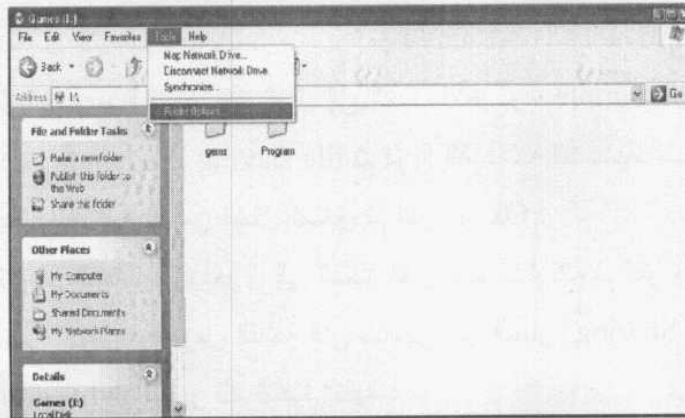 Games (I:)
File Edit View Favorites Tools Help
Back
Map Network Drive...
Disconnect Network Drive...
Synchronize...
Folder Options...
Address I:\
Go
File and Folder Tasks
Make a new folder
Publish this folder to
the Web
Share this folder
games
Program
Other Places
My Computer
My Documents
Shared Documents
My Network Places
Details
Games (I:)
Local Disk